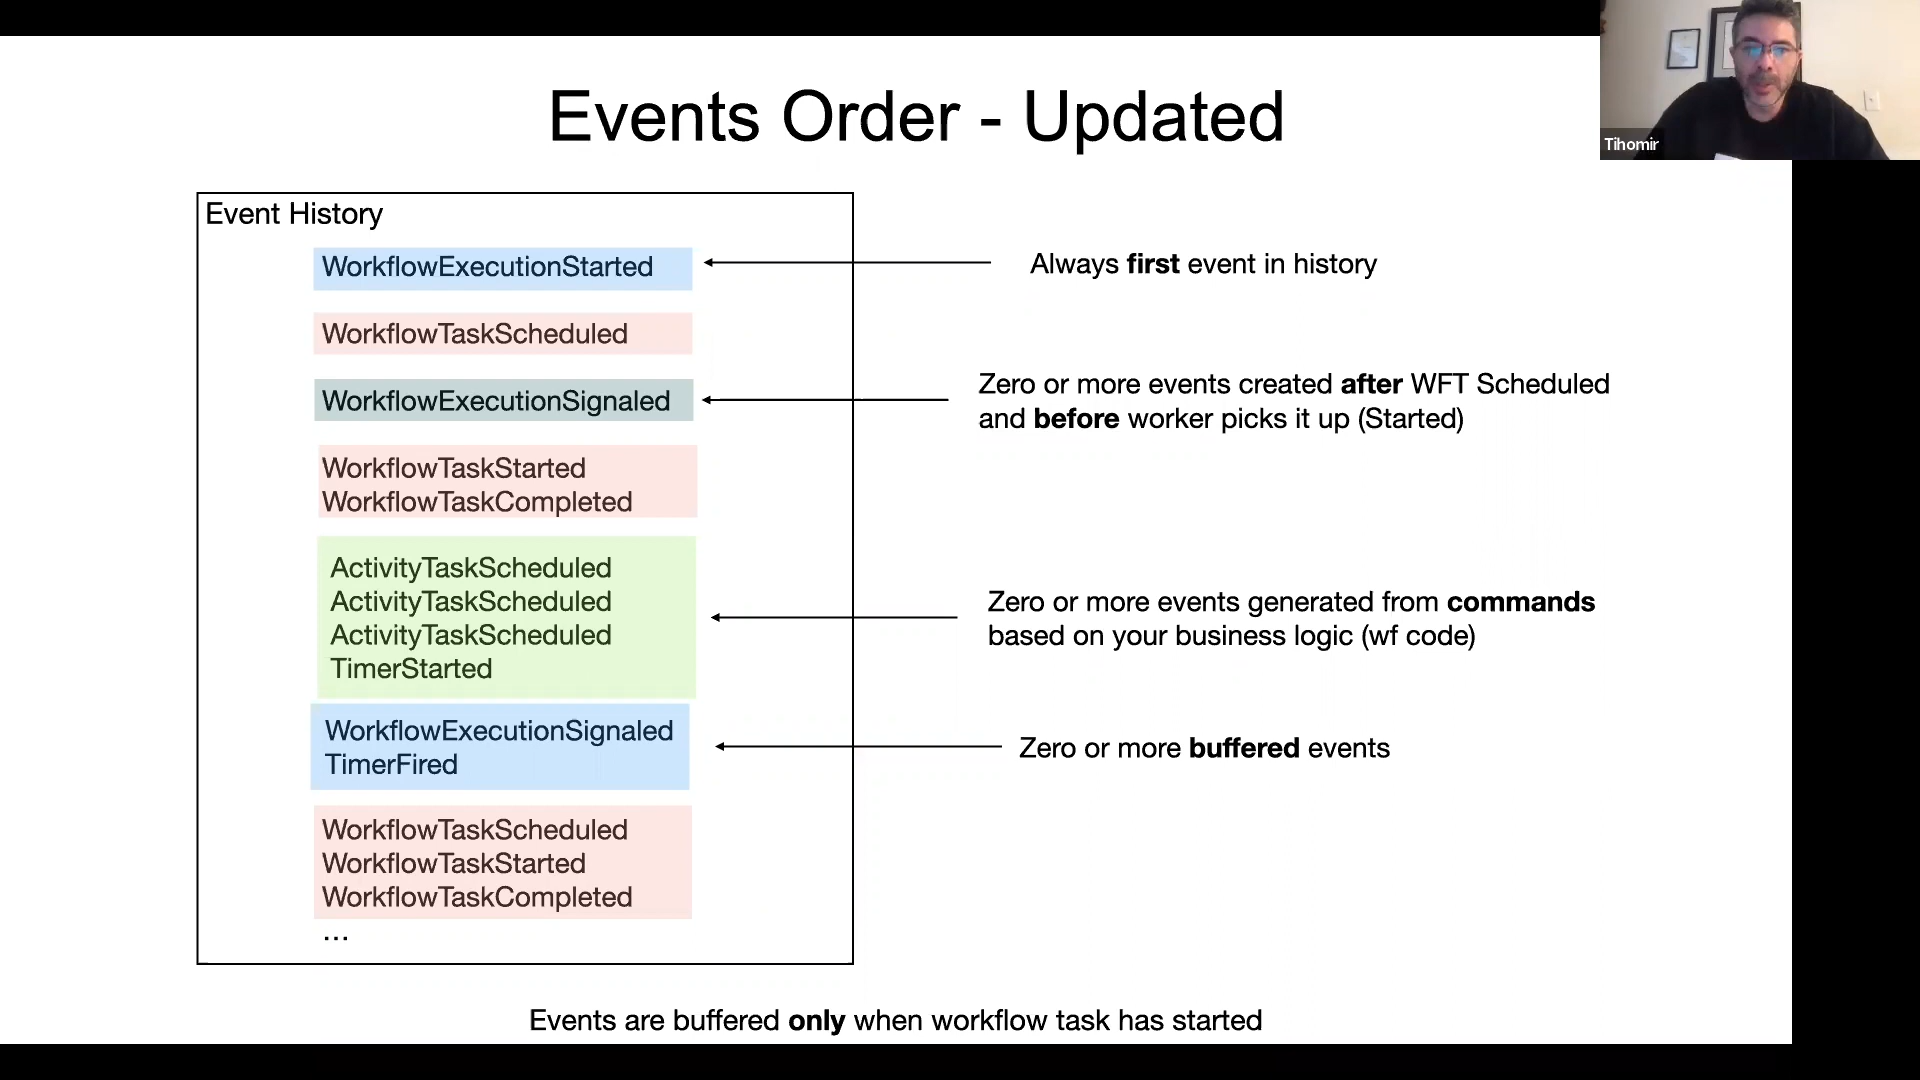 Events Order - Updated
Tihomir
Event History
WorkflowExecutionStarted
Always first event in history
WorkflowTaskScheduled
WorkflowExecutionSignaled
Zero or more events created after WFT Scheduled
and before worker picks it up (Started)
WorkflowTaskStarted
WorkflowTaskCompleted
ActivityTaskScheduled
ActivityTaskScheduled
ActivityTaskScheduled
TimerStarted
Zero or more events generated from commands
based on your business logic (wf code)
WorkflowExecutionSignaled
TimerFired
Zero or more buffered events
WorkflowTaskScheduled
WorkflowTaskStarted
WorkflowTaskCompleted
...
Events are buffered only when workflow task has started